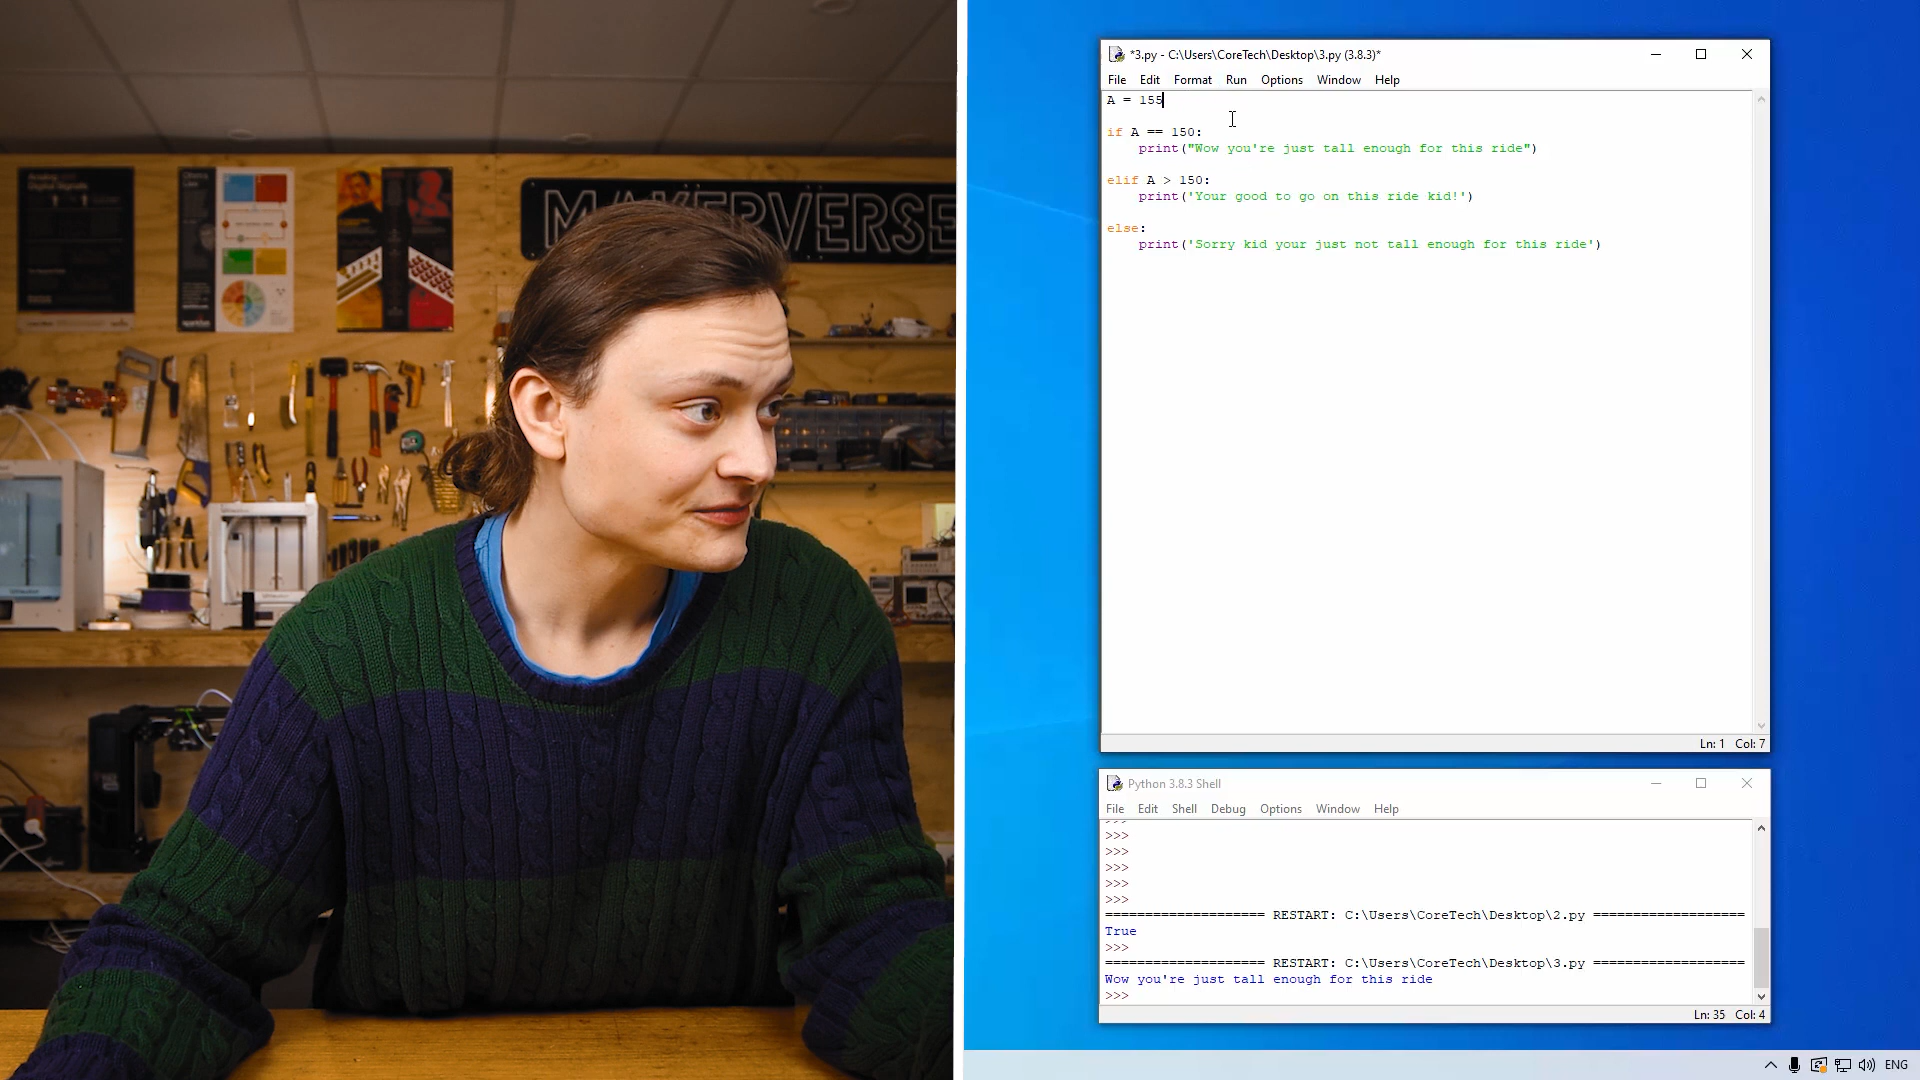 MAKERVERSE
*3.py - C:\Users\CoreTech\Desktop\3.py (3.8.3)*
File Edit Format Run Options Window Help
A = 155
if A == 150:
print("Wow you're just tall enough for this ride")
elif A > 150:
print('Your good to go on this ride kid!')
else:
print('Sorry kid your just not tall enough for this ride')
Ln: 1 Col: 7
Python 3.8.3 Shell
File Edit Shell Debug Options Window Help
>>>
>>>
>>>
>>>
>>>
==================== RESTART: C:\Users\CoreTech\Desktop\2.py ===================
True
>>>
==================== RESTART: C:\Users\CoreTech\Desktop\3.py ===================
Wow you're just tall enough for this ride
>>>
Ln: 35 Col: 4
ENG